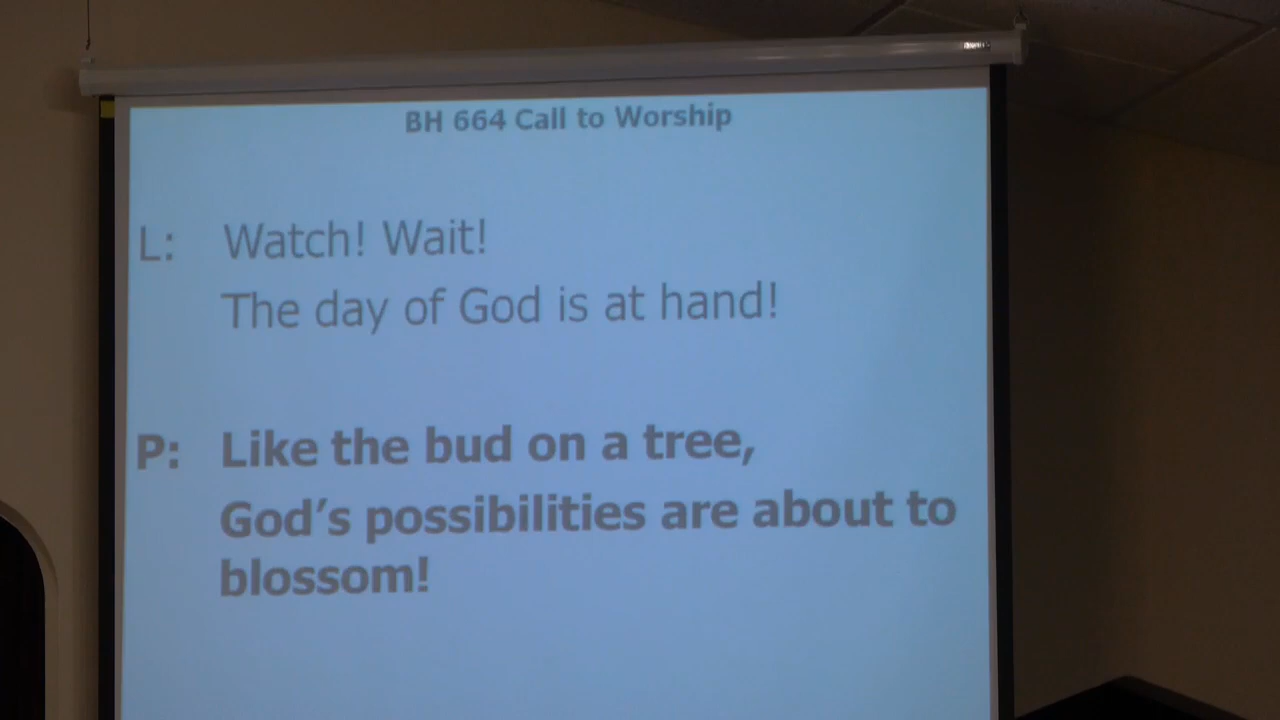 BH 664 Call to Worship
L: Watch! Wait!
The day of God is at hand!
P: Like the bud on a tree,
God’s possibilities are about to
blossom!